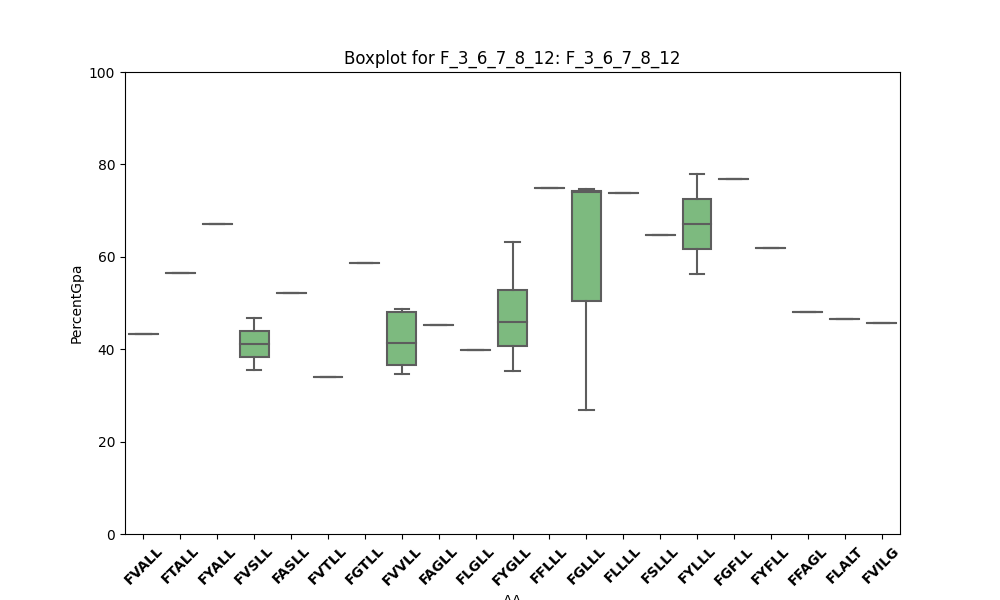 Boxplot for F_3_6_7_8_12: F_3_6_7_8_12
100
80
60
40
20
0
PercentGpa
FVALL FTALL FYALL FVSLL FASLL FVTLL FGTLL FVVLL FAGLL FLGLL FYGLL FFLLL FGLLL FLLLL FSLLL FYLLL FGFLL FYFLL FFAGL FLALT FVILG
AA